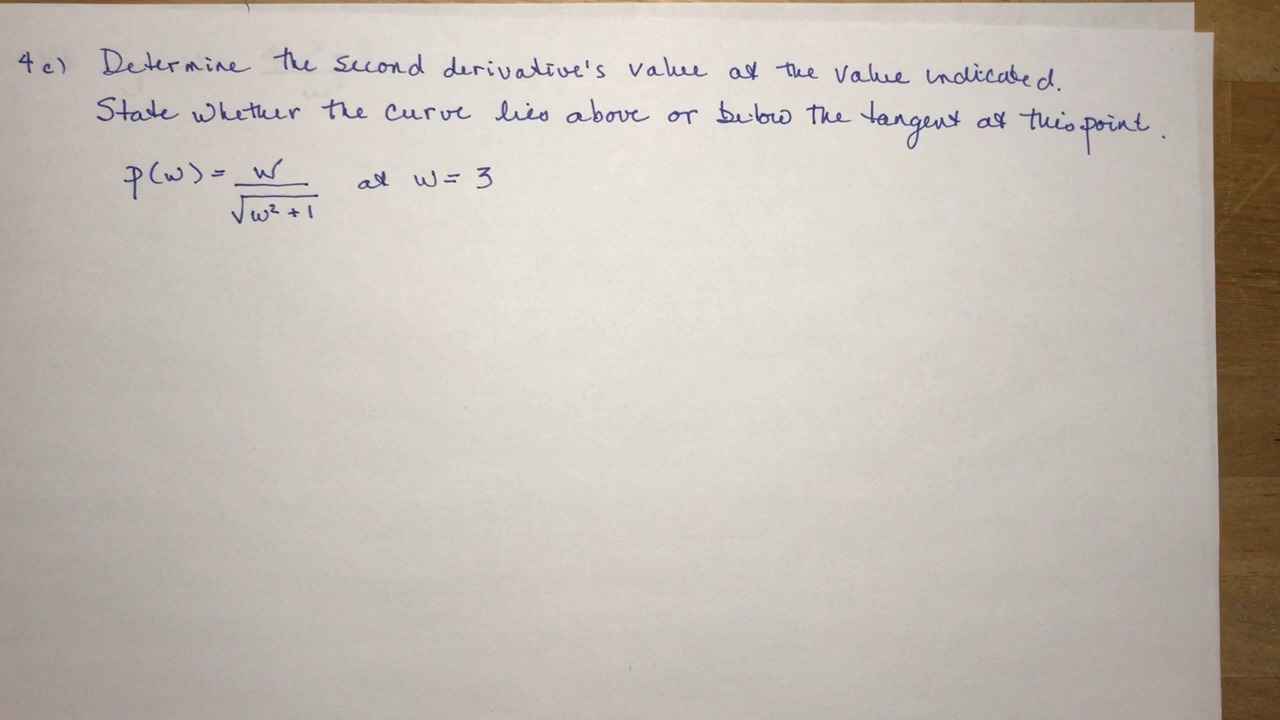 4c) Determine the second derivative's value at the value indicated.
State whether the curve lies above or below the tangent at this point.
p(w) = w / √(w² + 1) at w = 3